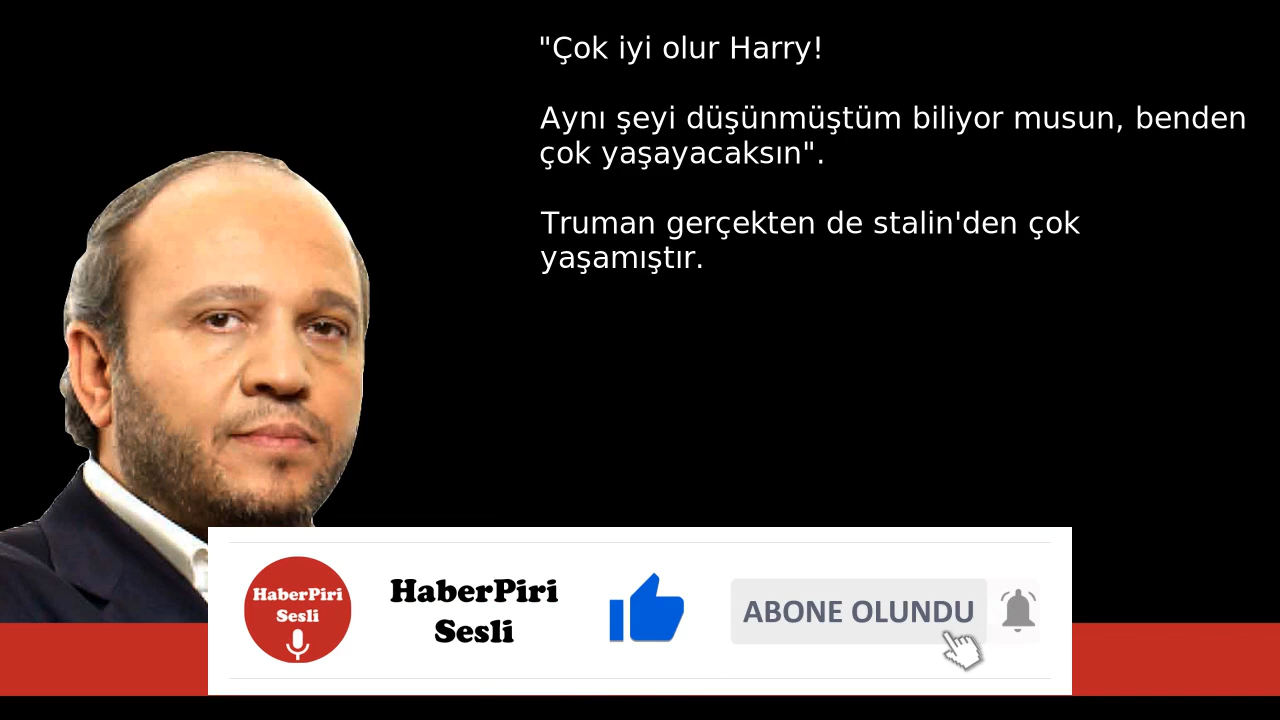 "Çok iyi olur Harry!
Aynı şeyi düşünmüştüm biliyor musun, benden
çok yaşayacaksın".
Truman gerçekten de stalin'den çok
yaşamıştır.
HaberPiri
Sesli
HaberPiri
Sesli
ABONE OLUNDU